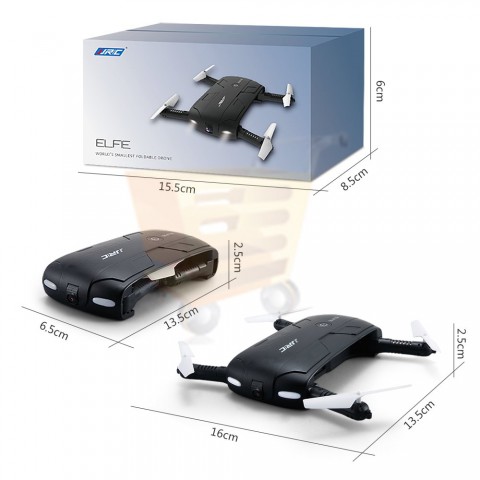 JJRC
ELFE
WORLD'S SMALLEST FOLDABLE DRONE
6cm
8.5cm
15.5cm
JJRC
2.5cm
6.5cm
13.5cm
JJRC
2.5cm
13.5cm
16cm